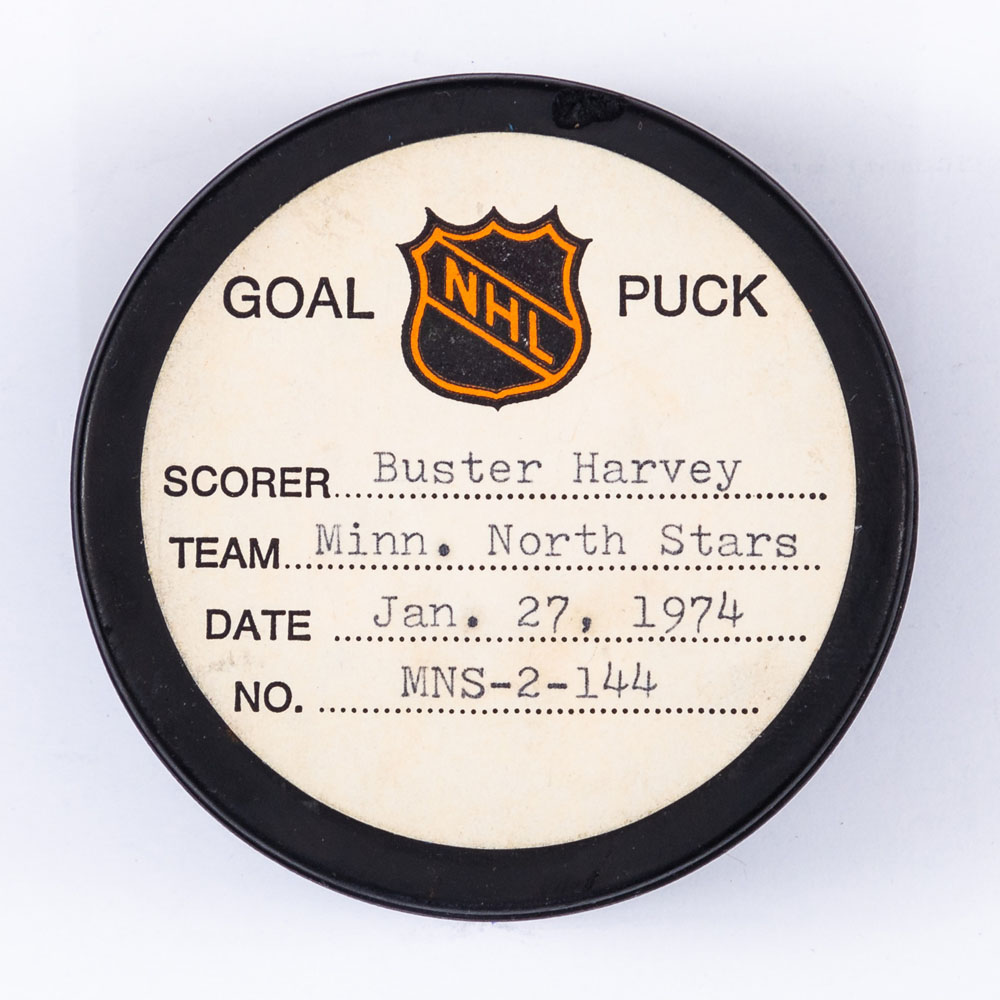 GOAL NHL PUCK
SCORER Buster Harvey
TEAM Minn. North Stars
DATE Jan. 27, 1974
NO. MNS-2-144